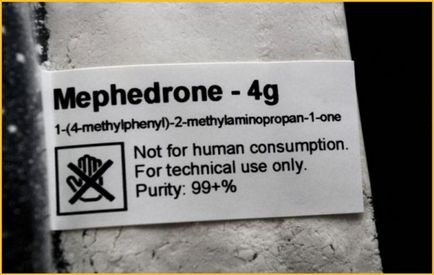 Mephedrone - 4g
1-(4-methylphenyl)-2-methylaminopropan-1-one
Not for human consumption.
For technical use only.
Purity: 99+%